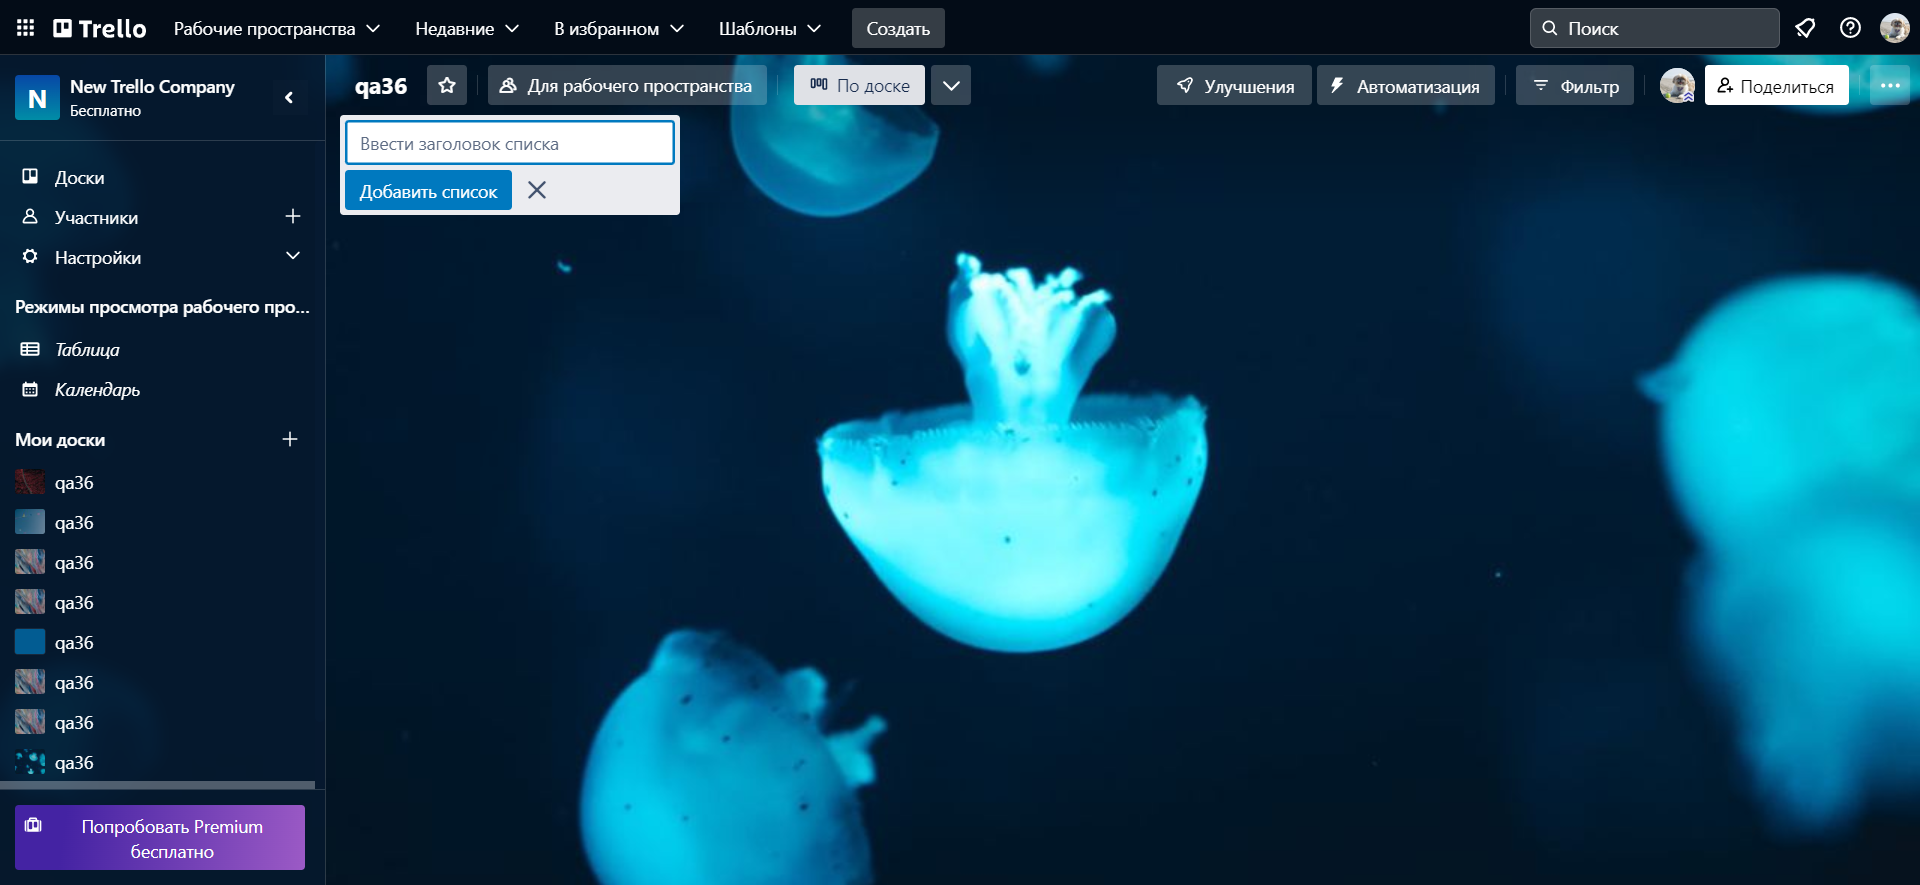 Trello
Рабочие пространства
Недавние
В избранном
Шаблоны
Создать
Поиск
N
New Trello Company
Бесплатно
qa36
Для рабочего пространства
По доске
Улучшения
Автоматизация
Фильтр
Поделиться
Ввести заголовок списка
Добавить список
Доски
Участники
Настройки
Режимы просмотра рабочего про...
Таблица
Календарь
Мои доски
qa36
qa36
qa36
qa36
qa36
qa36
qa36
qa36
Попробовать Premium
бесплатно